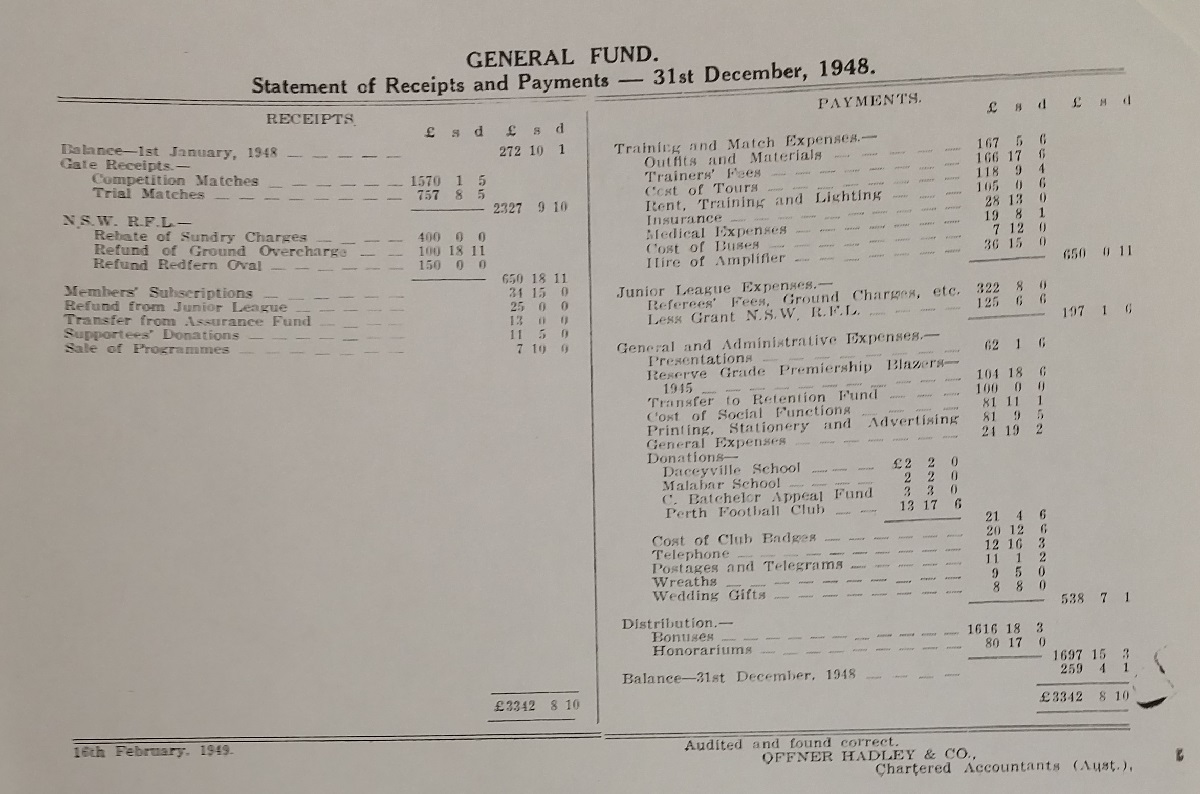 GENERAL FUND.
Statement of Receipts and Payments — 31st December, 1948.
RECEIPTS
£ s d £ s d
Balance—1st January, 1948 — — — — — 272 10 1
Gate Receipts.—
Competition Matches — — — — — — 1570 1 5
Trial Matches — — — — — — — — 757 8 5
2327 9 10
N.S.W. R.F.L.—
Rebate of Sundry Charges — — — — 400 0 0
Refund of Ground Overcharge — — — 100 18 11
Refund Redfern Oval — — — — — 150 0 0
650 18 11
Members' Subscriptions — — — — — — 34 15 0
Refund from Junior League — — — — — 25 0 0
Transfer from Assurance Fund — — — — 13 0 0
Supportees' Donations — — — — — — 11 5 0
Sale of Programmes — — — — — — — 7 10 0
£3342 8 10
PAYMENTS.
£ s d £ s d
Training and Match Expenses.—
Outfits and Materials — — — — — 167 5 6
Trainers' Fees — — — — — — — 166 17 6
Cost of Tours — — — — — — — 118 9 4
Rent, Training and Lighting — — — 105 0 6
Insurance — — — — — — — — 28 13 0
Medical Expenses — — — — — — 19 8 1
Cost of Buses — — — — — — — 7 12 0
Hire of Amplifier — — — — — — 36 15 0
650 0 11
Junior League Expenses.—
Referees' Fees, Ground Charges, etc. 322 8 0
Less Grant N.S.W. R.F.L. — — — — 125 6 6
197 1 6
General and Administrative Expenses.—
Presentations — — — — — — — 62 1 6
Reserve Grade Premiership Blazers—
1945 — — — — — — — — 104 18 6
Transfer to Retention Fund — — — 100 0 0
Cost of Social Functions — — — — 81 11 1
Printing, Stationery and Advertising 81 9 5
General Expenses — — — — — — 24 19 2
Donations—
Daceyville School — — — £2 2 0
Malabar School — — — — 2 2 0
C. Batchelor Appeal Fund 3 3 0
Perth Football Club — — 13 17 6
21 4 6
Cost of Club Badges — — — — — 20 12 6
Telephone — — — — — — — — 12 16 3
Postages and Telegrams — — — — — 11 1 2
Wreaths — — — — — — — — 9 5 0
Wedding Gifts — — — — — — — 8 8 0
538 7 1
Distribution.—
Bonuses — — — — — — — — 1616 18 3
Honorariums — — — — — — — 80 17 0
1697 15 3
Balance—31st December, 1948 — — — — 259 4 1
£3342 8 10
16th February, 1949.
Audited and found correct.
OFFNER HADLEY & CO.,
Chartered Accountants (Aust.),